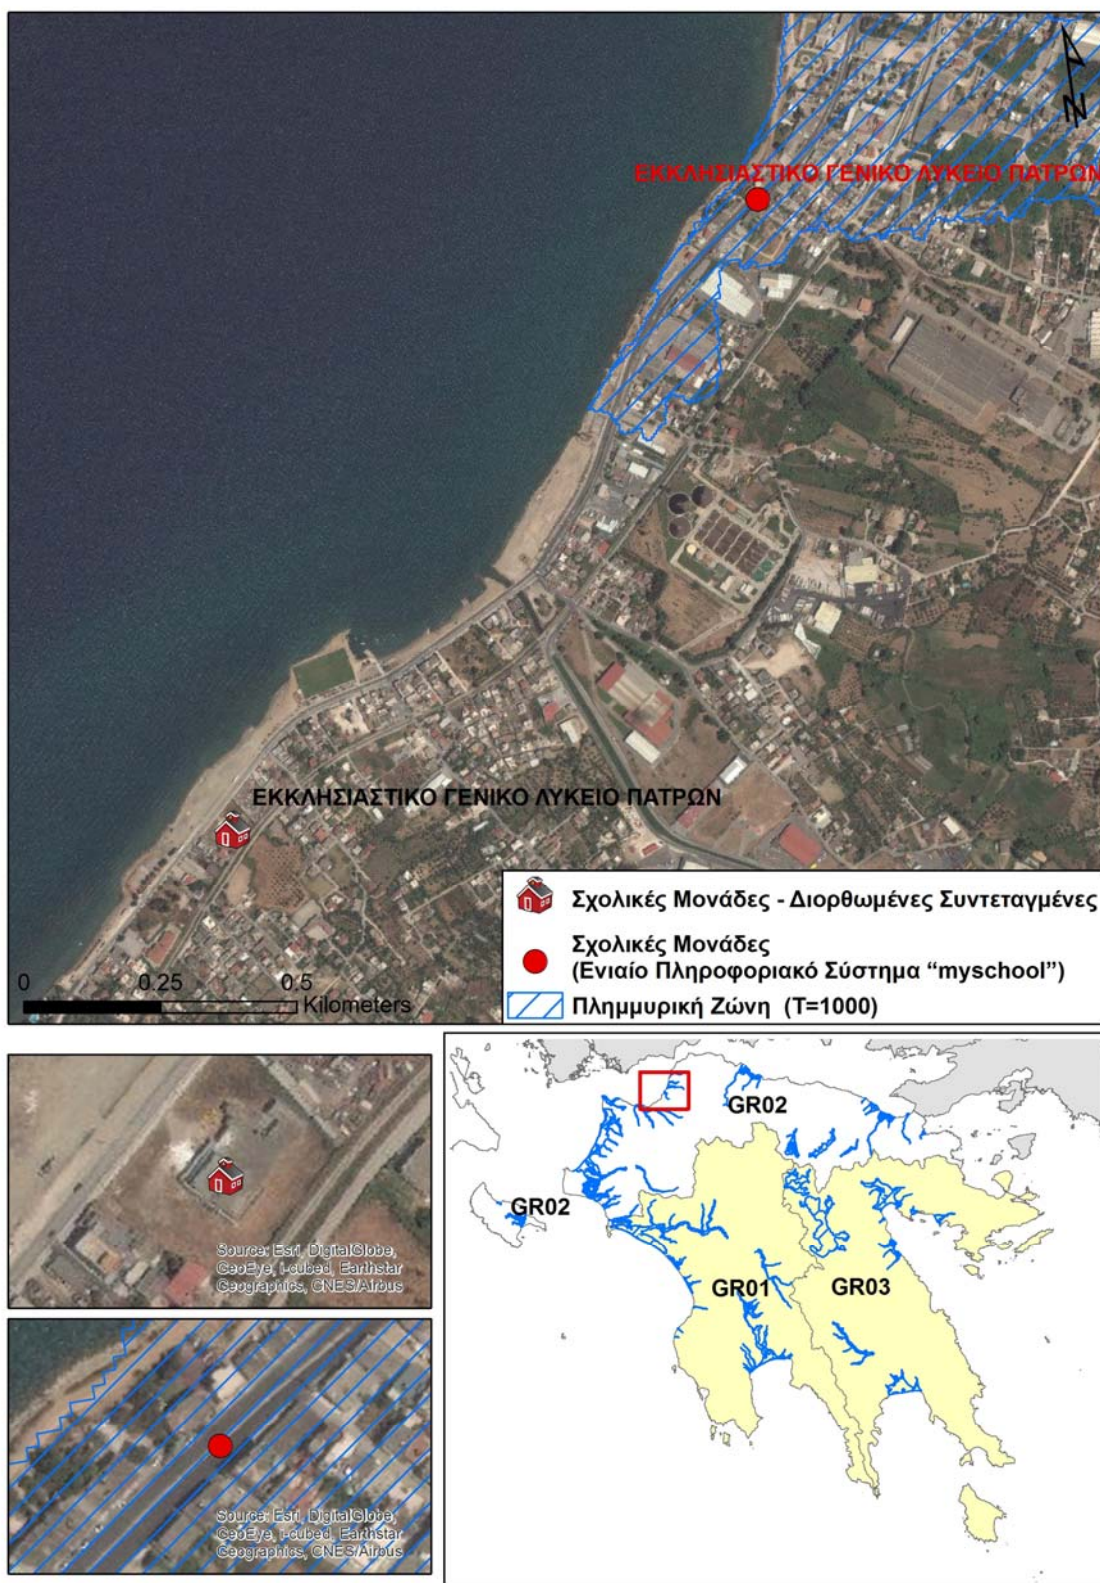 N
ΕΚΚΛΗΣΙΑΣΤΙΚΟ ΓΕΝΙΚΟ ΛΥΚΕΙΟ ΠΑΤΡΩΝ
ΕΚΚΛΗΣΙΑΣΤΙΚΟ ΓΕΝΙΚΟ ΛΥΚΕΙΟ ΠΑΤΡΩΝ
Σχολικές Μονάδες - Διορθωμένες Συντεταγμένες
Σχολικές Μονάδες
(Ενιαίο Πληροφοριακό Σύστημα “myschool”)
Πλημμυρική Ζώνη (T=1000)
0 0.25 0.5
Kilometers
Source: Esri, DigitalGlobe,
GeoEye, i-cubed, Earthstar
Geographics, CNES/Airbus
Source: Esri, DigitalGlobe,
GeoEye, i-cubed, Earthstar
Geographics, CNES/Airbus
GR02
GR02
GR01
GR03